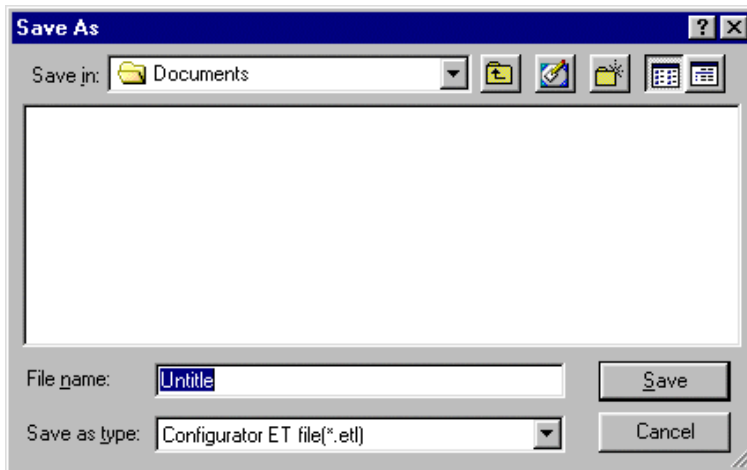 Save As
Save in: Documents
File name: Untitle
Save
Save as type: Configurator ET file(*.etl)
Cancel